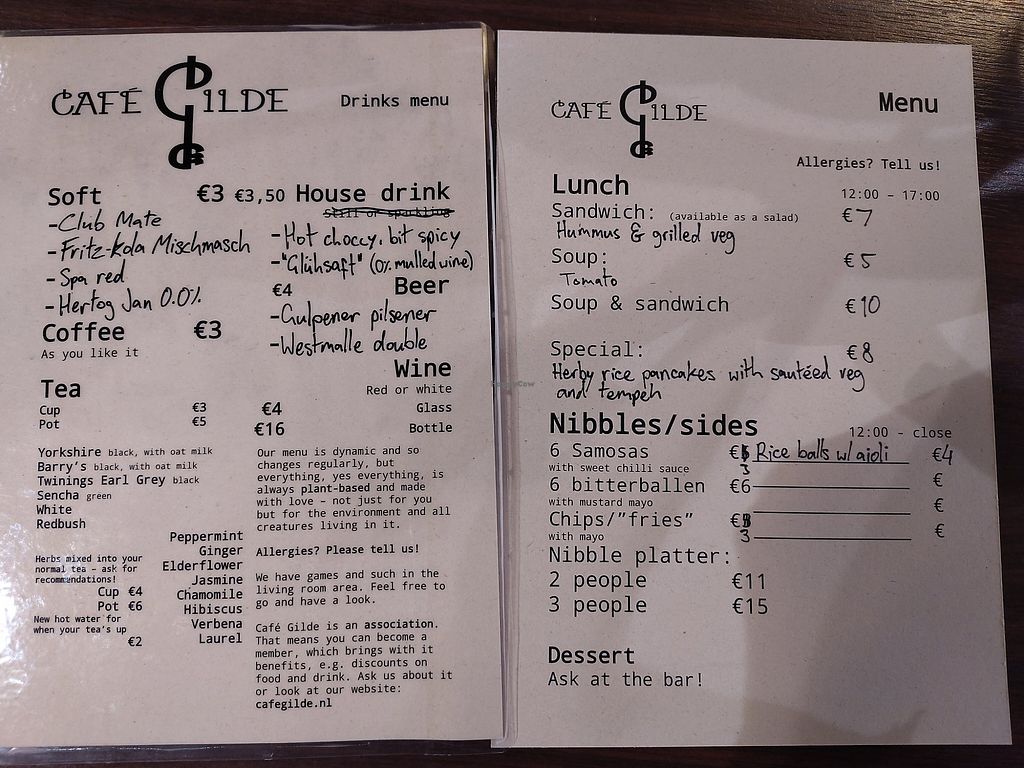 CAFÉ GILDE
Drinks menu
Soft €3
-Club Mate
-Fritz-kola Mischmasch
-Spa red
-Hertog Jan 0.0%
Coffee €3
As you like it
Tea
Cup €3
Pot €5
Yorkshire black, with oat milk
Barry's black, with oat milk
Twinings Earl Grey black
Sencha green
White
Redbush
Peppermint
Ginger
Elderflower
Jasmine
Chamomile
Hibiscus
Verbena
Laurel
Herbs mixed into your
normal tea – ask for
recommendations!
Cup €4
Pot €6
New hot water for
when your tea's up
€2
€3,50 House drink
still or sparkling
-Hot choccy, bit spicy
-"Glühsaft" (0% mulled wine)
€4 Beer
-Gulpener pilsener
-Westmalle double
Wine
Red or white
€4 Glass
€16 Bottle
Our menu is dynamic and so
changes regularly, but
everything, yes everything, is
always plant-based and made
with love – not just for you
but for the environment and all
creatures living in it.
Allergies? Please tell us!
We have games and such in the
living room area. Feel free to
go and have a look.
Café Gilde is an association.
That means you can become a
member, which brings with it
benefits, e.g. discounts on
food and drink. Ask us about it
or look at our website:
cafegilde.nl
CAFÉ GILDE
Menu
Allergies? Tell us!
Lunch 12:00 - 17:00
Sandwich: (available as a salad) €7
Hummus & grilled veg
Soup: €5
Tomato
Soup & sandwich €10
Special: €8
Herby rice pancakes with sautéed veg
and tempeh
Nibbles/sides 12:00 - close
6 Samosas € 3 Rice balls w/ aioli €4
with sweet chilli sauce
6 bitterballen €6 €
with mustard mayo
Chips/"fries" € 3 €
with mayo
Nibble platter:
2 people €11
3 people €15
Dessert
Ask at the bar!